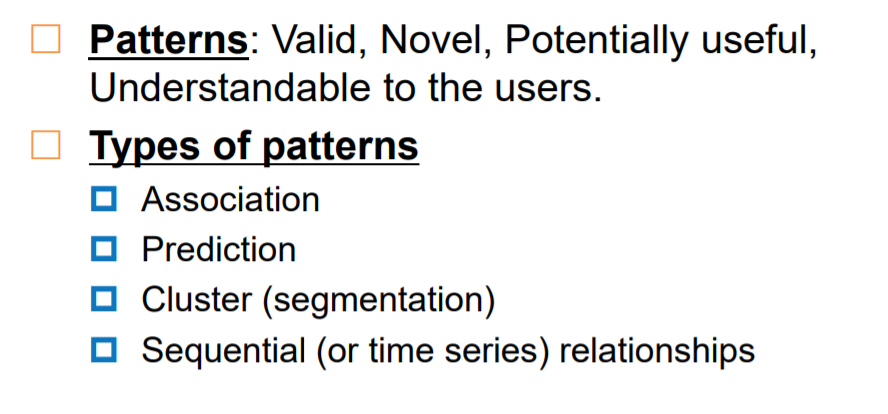 Patterns: Valid, Novel, Potentially useful,
Understandable to the users.
Types of patterns
Association
Prediction
Cluster (segmentation)
Sequential (or time series) relationships